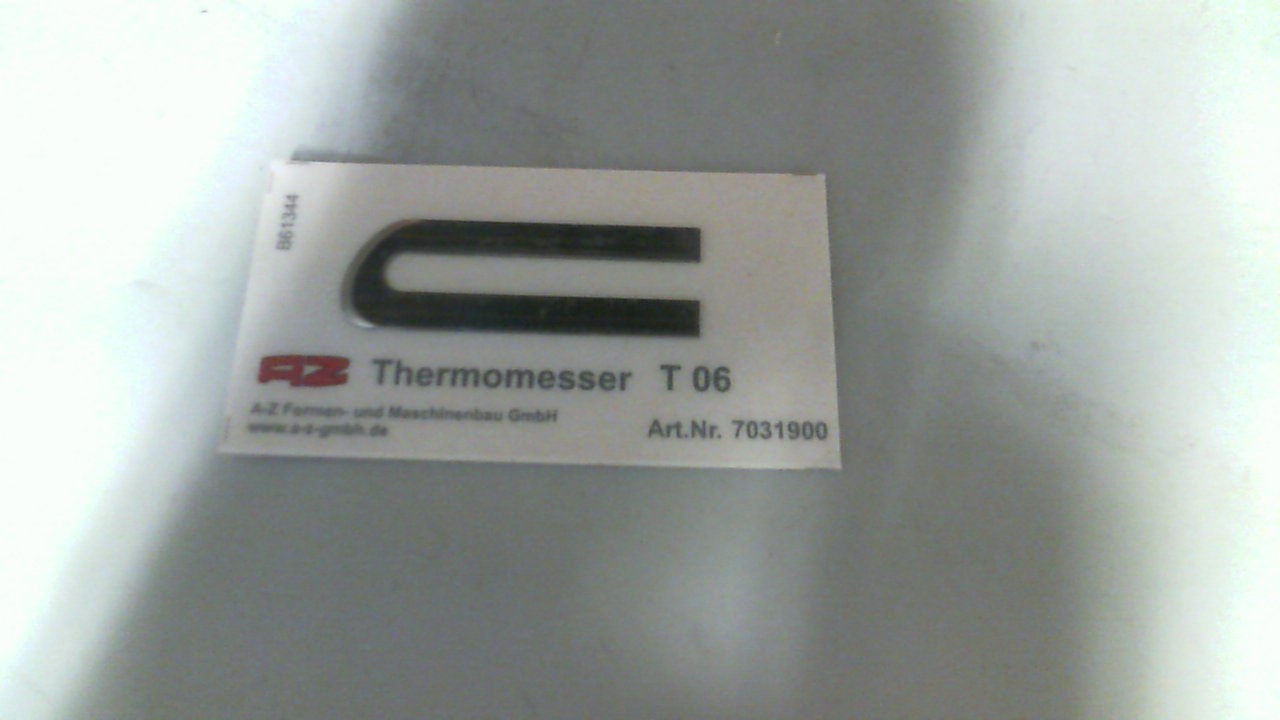 B61344
AZ Thermomesser T 06
A-Z Formen- und Maschinenbau GmbH
www.a-z-gmbh.de
Art.Nr. 7031900